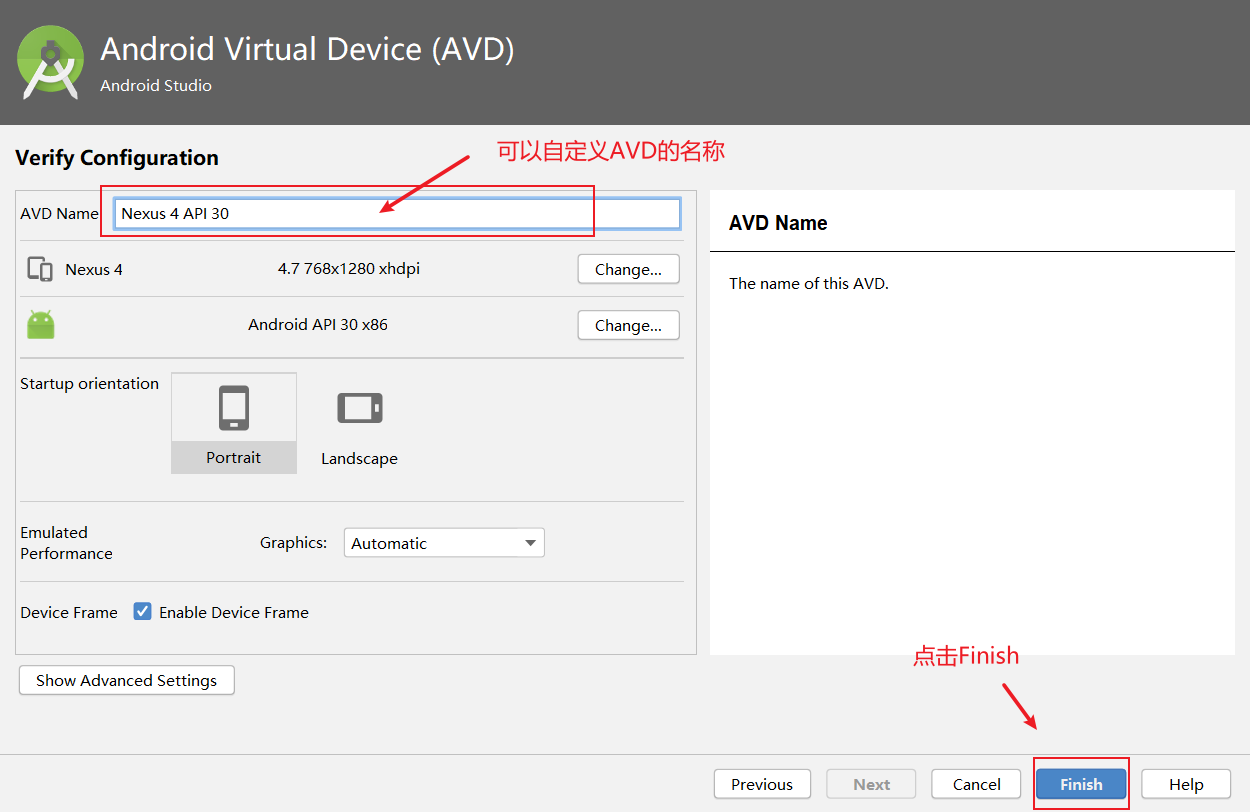 Android Virtual Device (AVD)
Android Studio
Verify Configuration
可以自定义AVD的名称
AVD Name
Nexus 4 API 30
AVD Name
The name of this AVD.
Nexus 4
4.7 768x1280 xhdpi
Change...
Android API 30 x86
Change...
Startup orientation
Portrait
Landscape
Emulated
Performance
Graphics:
Automatic
Device Frame
Enable Device Frame
Show Advanced Settings
点击Finish
Previous
Next
Cancel
Finish
Help